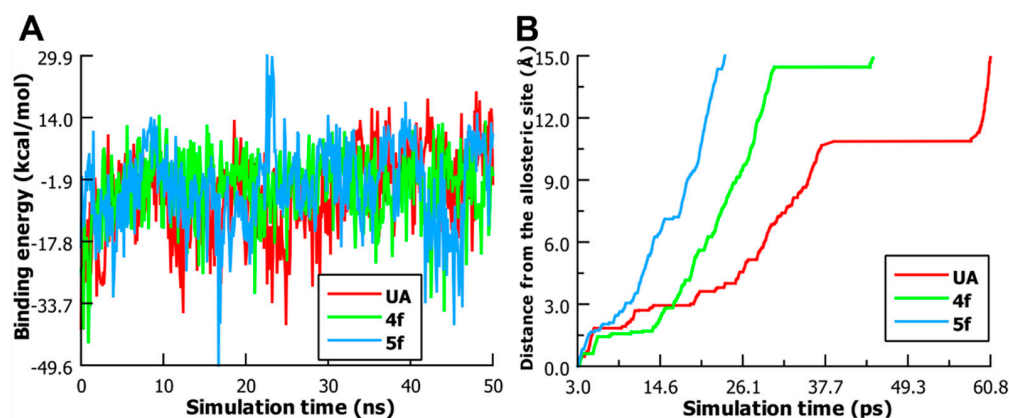 A
Binding energy (kcal/mol)
29.9
14.0
-1.9
-17.8
-33.7
-49.6
0
10
20
30
40
50
Simulation time (ns)
UA
4f
5f
B
Distance from the allosteric site (Å)
15.0
12.0
9.0
6.0
3.0
0.0
3.0
14.6
26.1
37.7
49.3
60.8
Simulation time (ps)
UA
4f
5f